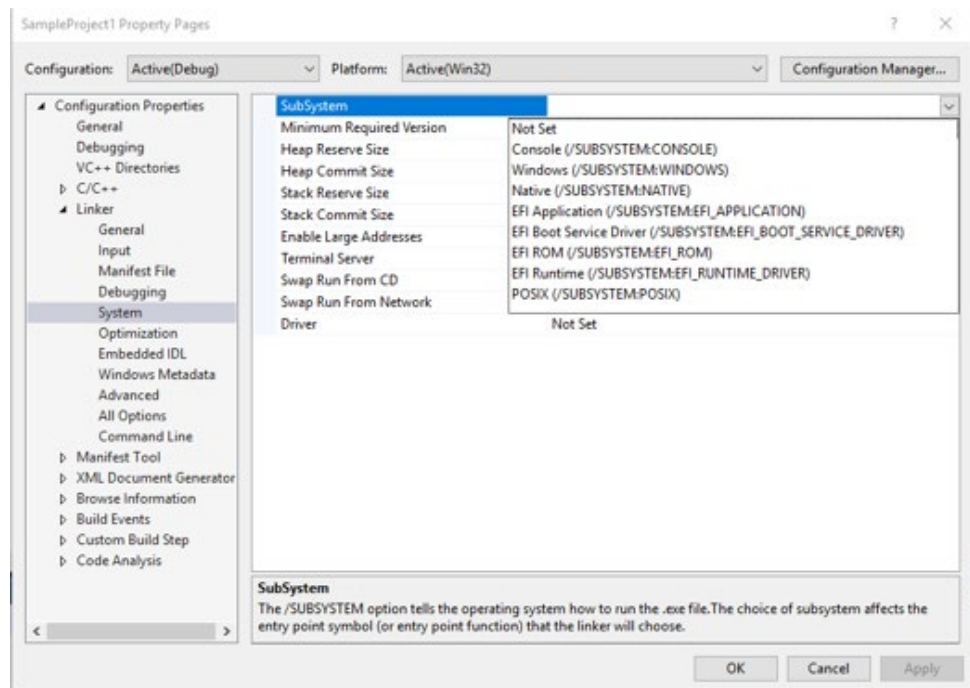 SampleProject1 Property Pages
?
Configuration: Active(Debug) Platform: Active(Win32) Configuration Manager...
Configuration Properties
General
Debugging
VC++ Directories
C/C++
Linker
General
Input
Manifest File
Debugging
System
Optimization
Embedded IDL
Windows Metadata
Advanced
All Options
Command Line
Manifest Tool
XML Document Generator
Browse Information
Build Events
Custom Build Step
Code Analysis
SubSystem
Minimum Required Version
Heap Reserve Size
Heap Commit Size
Stack Reserve Size
Stack Commit Size
Enable Large Addresses
Terminal Server
Swap Run From CD
Swap Run From Network
Driver Not Set
Not Set
Console (/SUBSYSTEM:CONSOLE)
Windows (/SUBSYSTEM:WINDOWS)
Native (/SUBSYSTEM:NATIVE)
EFI Application (/SUBSYSTEM:EFI_APPLICATION)
EFI Boot Service Driver (/SUBSYSTEM:EFI_BOOT_SERVICE_DRIVER)
EFI ROM (/SUBSYSTEM:EFI_ROM)
EFI Runtime (/SUBSYSTEM:EFI_RUNTIME_DRIVER)
POSIX (/SUBSYSTEM:POSIX)
SubSystem
The /SUBSYSTEM option tells the operating system how to run the .exe file.The choice of subsystem affects the
entry point symbol (or entry point function) that the linker will choose.
OK Cancel Apply